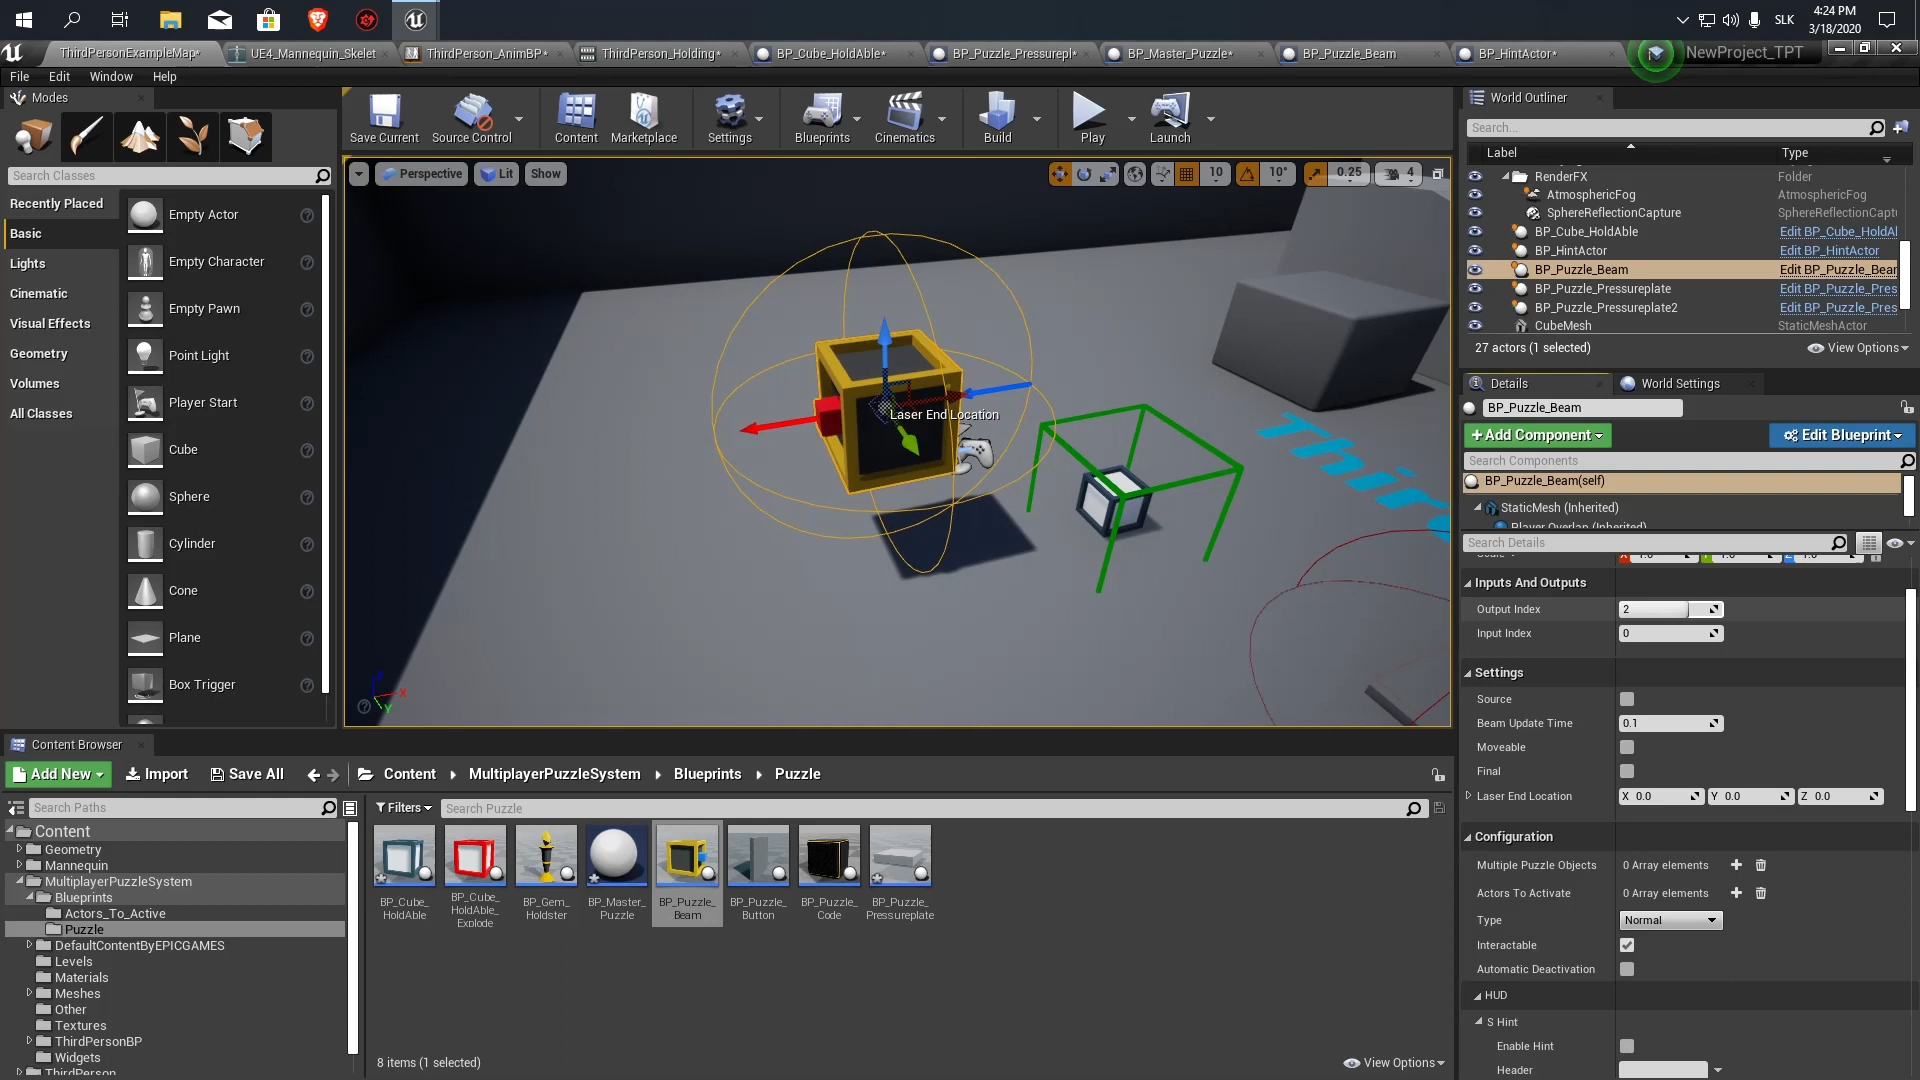 SLK
4:24 PM
3/18/2020
ThirdPersonExampleMap*
UE4_Mannequin_Skelet
ThirdPerson_AnimBP*
ThirdPerson_Holding*
BP_Cube_HoldAble*
BP_Puzzle_Pressurepl*
BP_Master_Puzzle*
BP_Puzzle_Beam
BP_HintActor*
NewProject_TPT
File Edit Window Help
Modes
Search Classes
Recently Placed
Basic
Lights
Cinematic
Visual Effects
Geometry
Volumes
All Classes
Empty Actor
Empty Character
Empty Pawn
Point Light
Player Start
Cube
Sphere
Cylinder
Cone
Plane
Box Trigger
Save Current
Source Control
Content
Marketplace
Settings
Blueprints
Cinematics
Build
Play
Launch
Perspective
Lit
Show
10
10°
0.25
4
Laser End Location
Thir
X
Y
World Outliner
Search...
Label Type
RenderFX Folder
AtmosphericFog AtmosphericFog
SphereReflectionCapture SphereReflectionCaptu
BP_Cube_HoldAble Edit BP_Cube_HoldAl
BP_HintActor Edit BP_HintActor
BP_Puzzle_Beam Edit BP_Puzzle_Bear
BP_Puzzle_Pressureplate Edit BP_Puzzle_Pres
BP_Puzzle_Pressureplate2 Edit BP_Puzzle_Pres
CubeMesh StaticMeshActor
27 actors (1 selected)
View Options
Details
World Settings
BP_Puzzle_Beam
+Add Component
Edit Blueprint
Search Components
BP_Puzzle_Beam(self)
StaticMesh (Inherited)
Player Overlap (Inherited)
Search Details
Inputs And Outputs
Output Index 2
Input Index 0
Settings
Source
Beam Update Time 0.1
Moveable
Final
Laser End Location X 0.0 Y 0.0 Z 0.0
Configuration
Multiple Puzzle Objects 0 Array elements
Actors To Activate 0 Array elements
Type Normal
Interactable
Automatic Deactivation
HUD
S Hint
Enable Hint
Header
Content Browser
Add New
Import
Save All
Content
MultiplayerPuzzleSystem
Blueprints
Puzzle
Search Paths
Filters
Search Puzzle
Content
Geometry
Mannequin
MultiplayerPuzzleSystem
Blueprints
Actors_To_Active
Puzzle
DefaultContentByEPICGAMES
Levels
Materials
Meshes
Other
Textures
ThirdPersonBP
Widgets
ThirdPerson
BP_Cube_
HoldAble
BP_Cube_
HoldAble_
Explode
BP_Gem_
Holdster
BP_Master_
Puzzle
BP_Puzzle_
Beam
BP_Puzzle_
Button
BP_Puzzle_
Code
BP_Puzzle_
Pressureplate
8 items (1 selected)
View Options